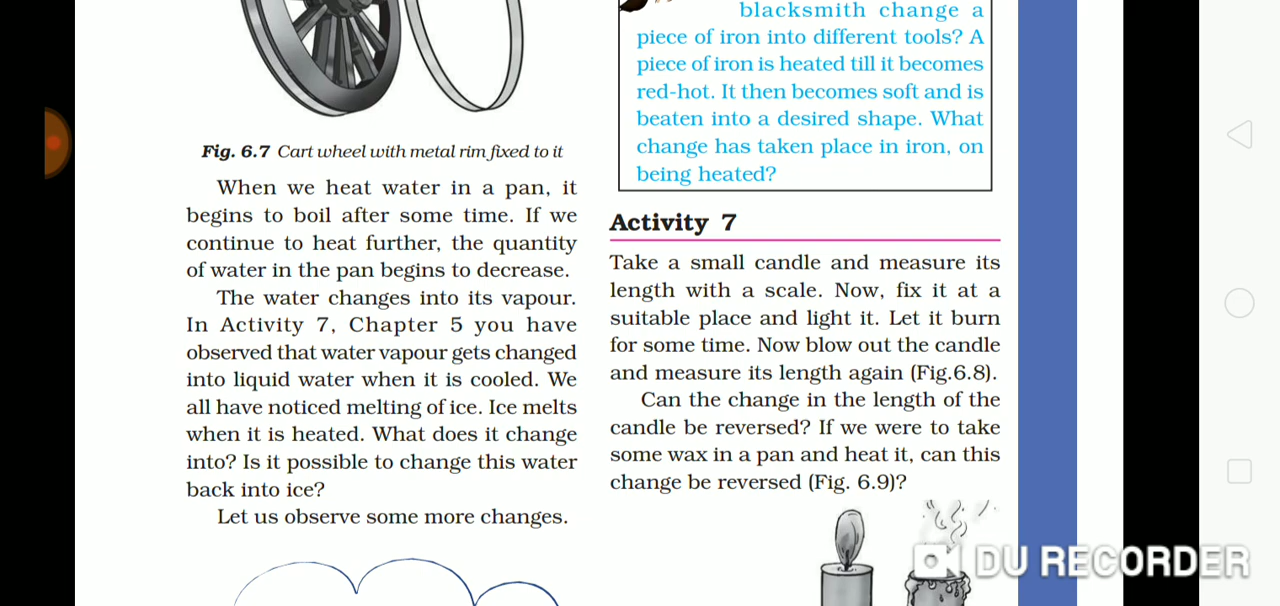 Fig. 6.7 Cart wheel with metal rim fixed to it
When we heat water in a pan, it
begins to boil after some time. If we
continue to heat further, the quantity
of water in the pan begins to decrease.
The water changes into its vapour.
In Activity 7, Chapter 5 you have
observed that water vapour gets changed
into liquid water when it is cooled. We
all have noticed melting of ice. Ice melts
when it is heated. What does it change
into? Is it possible to change this water
back into ice?
Let us observe some more changes.
blacksmith change a
piece of iron into different tools? A
piece of iron is heated till it becomes
red-hot. It then becomes soft and is
beaten into a desired shape. What
change has taken place in iron, on
being heated?
Activity 7
Take a small candle and measure its
length with a scale. Now, fix it at a
suitable place and light it. Let it burn
for some time. Now blow out the candle
and measure its length again (Fig.6.8).
Can the change in the length of the
candle be reversed? If we were to take
some wax in a pan and heat it, can this
change be reversed (Fig. 6.9)?
DU RECORDER